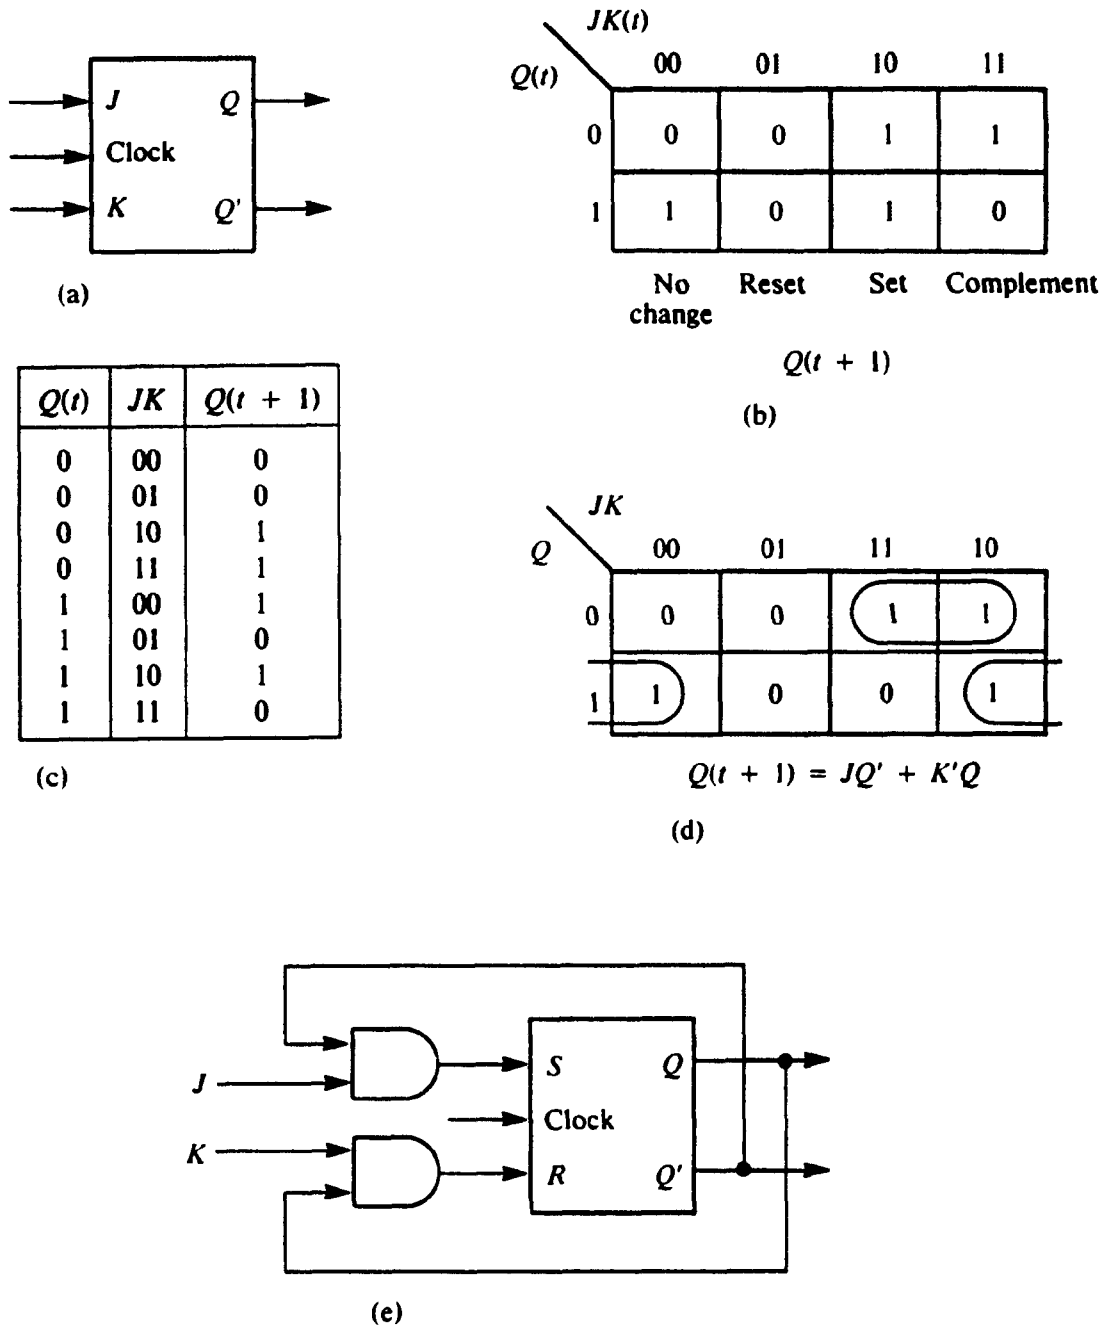 J Q
Clock
K Q'
(a)
JK(t)
Q(t) 00 01 10 11
0 0 0 1 1
1 1 0 1 0
No change Reset Set Complement
Q(t + 1)
(b)
Q(t) JK Q(t + 1)
0 00 0
0 01 0
0 10 1
0 11 1
1 00 1
1 01 0
1 10 1
1 11 0
(c)
JK
Q 00 01 11 10
0 0 0 1 1
1 1 0 0 1
Q(t + 1) = JQ' + K'Q
(d)
J S Q
Clock
K R Q'
(e)